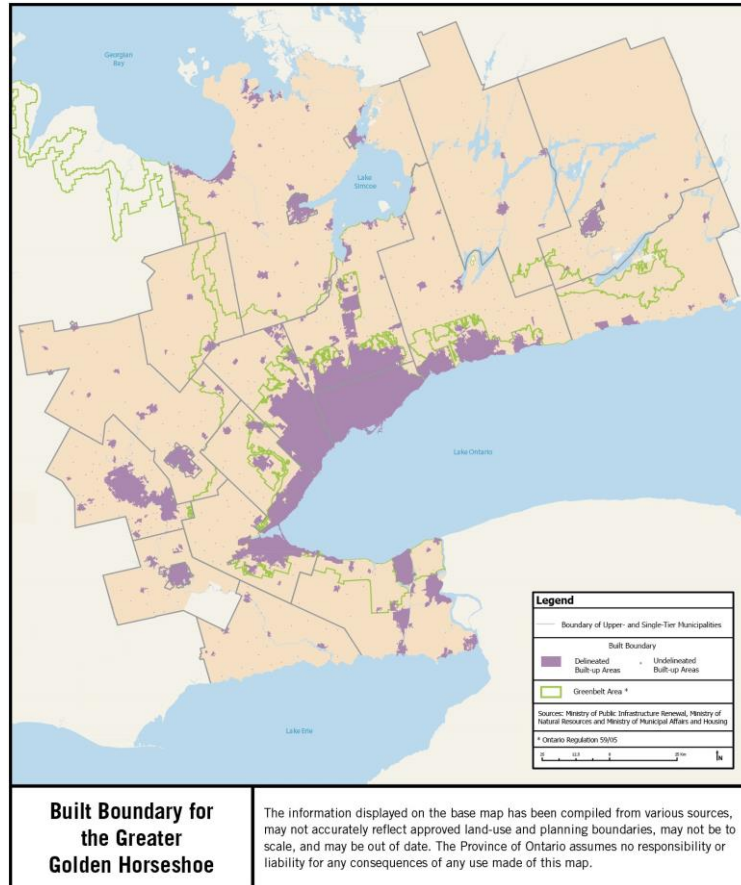 Georgian
Bay
Lake
Simcoe
Lake Ontario
Lake Erie
Legend
Boundary of Upper- and Single-Tier Municipalities
Built Boundary
Delineated
Built-up Areas
Undelineated
Built-up Areas
Greenbelt Area *
Sources: Ministry of Public Infrastructure Renewal, Ministry of
Natural Resources and Ministry of Municipal Affairs and Housing
* Ontario Regulation 59/05
N
Built Boundary for
the Greater
Golden Horseshoe
The information displayed on the base map has been compiled from various sources,
may not accurately reflect approved land-use and planning boundaries, may not be to
scale, and may be out of date. The Province of Ontario assumes no responsibility or
liability for any consequences of any use made of this map.